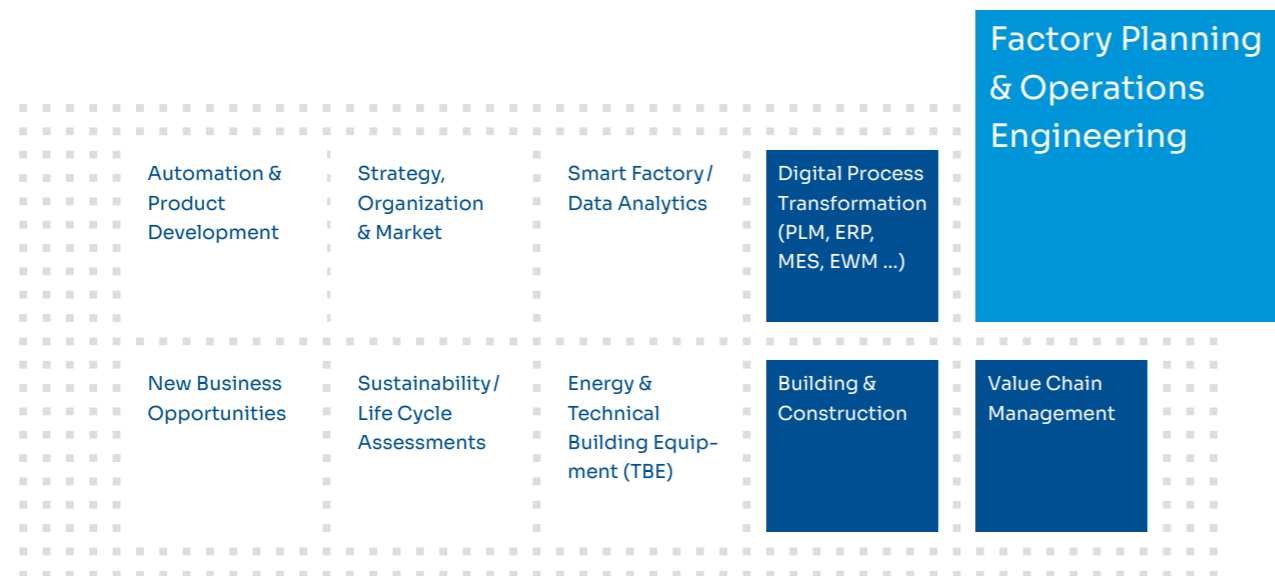 Factory Planning
& Operations
Engineering
Automation &
Product
Development
Strategy,
Organization
& Market
Smart Factory/
Data Analytics
Digital Process
Transformation
(PLM, ERP,
MES, EWM ...)
New Business
Opportunities
Sustainability/
Life Cycle
Assessments
Energy &
Technical
Building Equip-
ment (TBE)
Building &
Construction
Value Chain
Management